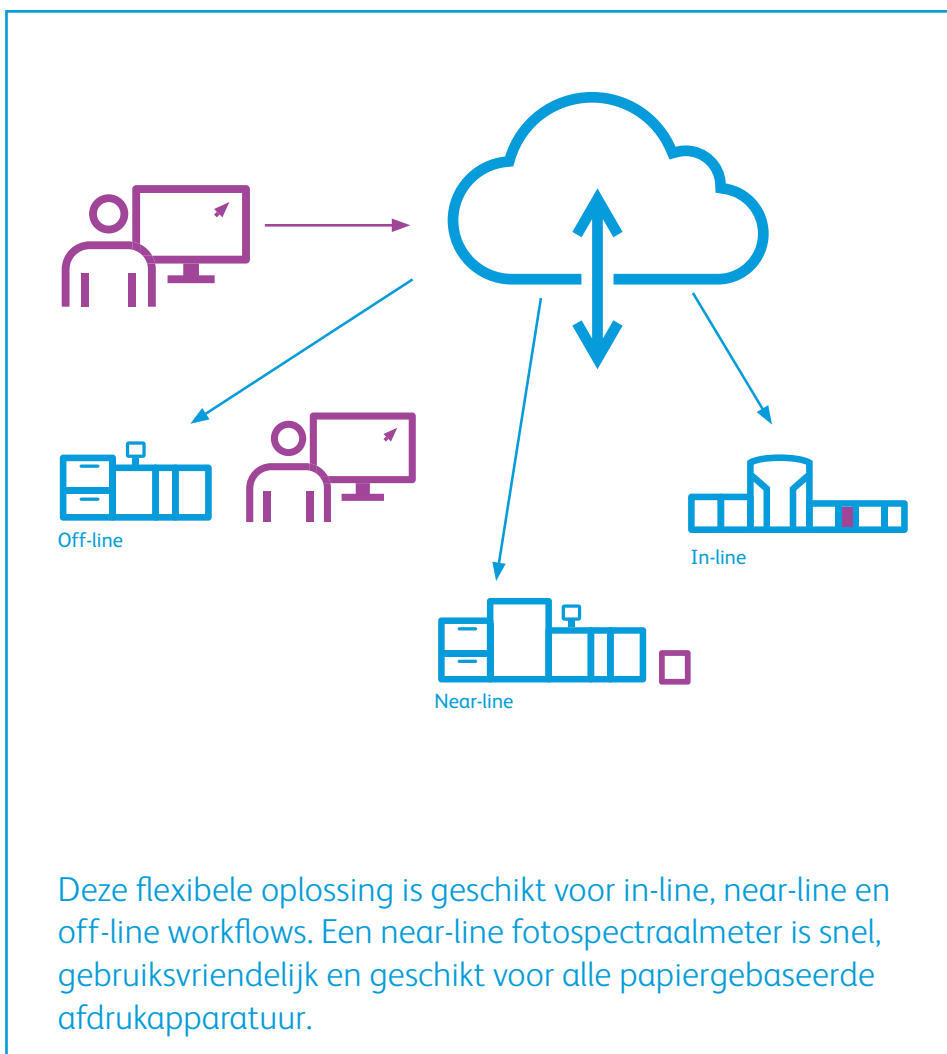 Off-line
In-line
Near-line
Deze flexibele oplossing is geschikt voor in-line, near-line en
off-line workflows. Een near-line fotospectraalmeter is snel,
gebruiksvriendelijk en geschikt voor alle papiergebaseerde
afdrukapparatuur.